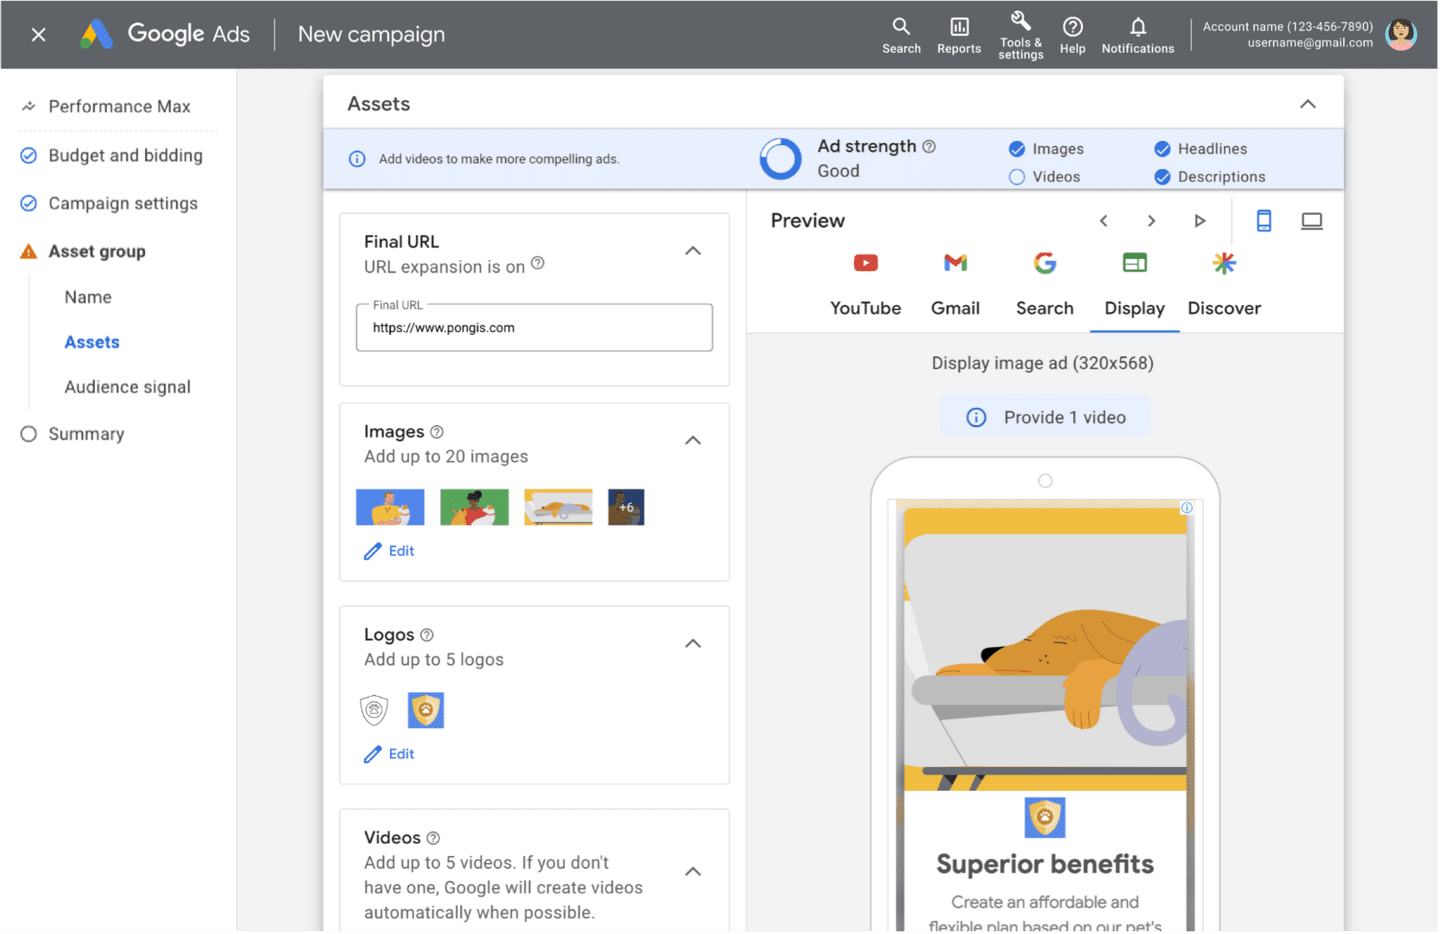 Google Ads
New campaign
Search
Reports
Tools &
settings
Help
Notifications
Account name (123-456-7890)
username@gmail.com
Performance Max
Budget and bidding
Campaign settings
Asset group
Name
Assets
Audience signal
Summary
Assets
Add videos to make more compelling ads.
Ad strength
Good
Images
Headlines
Videos
Descriptions
Final URL
URL expansion is on
Final URL
https://www.pongis.com
Images
Add up to 20 images
+6
Edit
Logos
Add up to 5 logos
Edit
Videos
Add up to 5 videos. If you don't
have one, Google will create videos
automatically when possible.
Preview
YouTube
Gmail
Search
Display
Discover
Display image ad (320x568)
Provide 1 video
Superior benefits
Create an affordable and
flexible plan based on our pet's